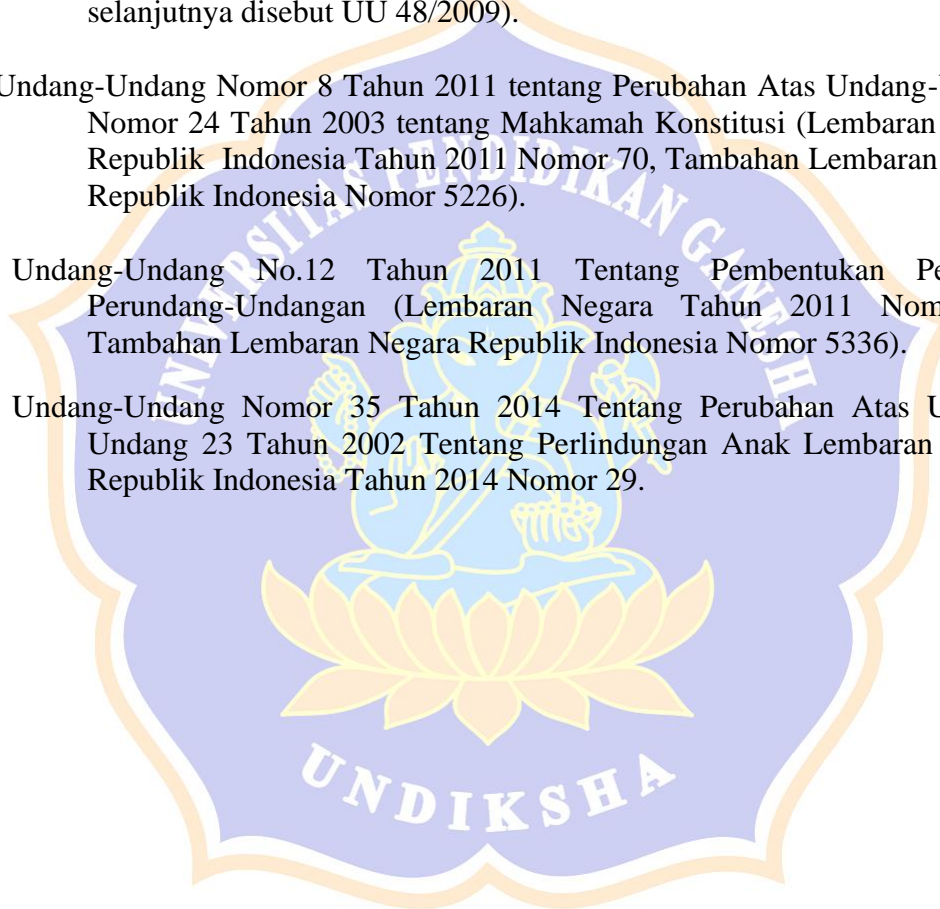 selanjutnya disebut UU 48/2009).
Undang-Undang Nomor 8 Tahun 2011 tentang Perubahan Atas Undang-
Nomor 24 Tahun 2003 tentang Mahkamah Konstitusi (Lembaran
Republik Indonesia Tahun 2011 Nomor 70, Tambahan Lembaran
Republik Indonesia Nomor 5226).
Undang-Undang No.12 Tahun 2011 Tentang Pembentukan
Perundang-Undangan (Lembaran Negara Tahun 2011
Tambahan Lembaran Negara Republik Indonesia Nomor 5336).
Undang-Undang Nomor 35 Tahun 2014 Tentang Perubahan Atas
Undang 23 Tahun 2002 Tentang Perlindungan Anak Lembaran
Republik Indonesia Tahun 2014 Nomor 29.
UNIVERSITAS PENDIDIKAN GANESH
UNDIKSHA